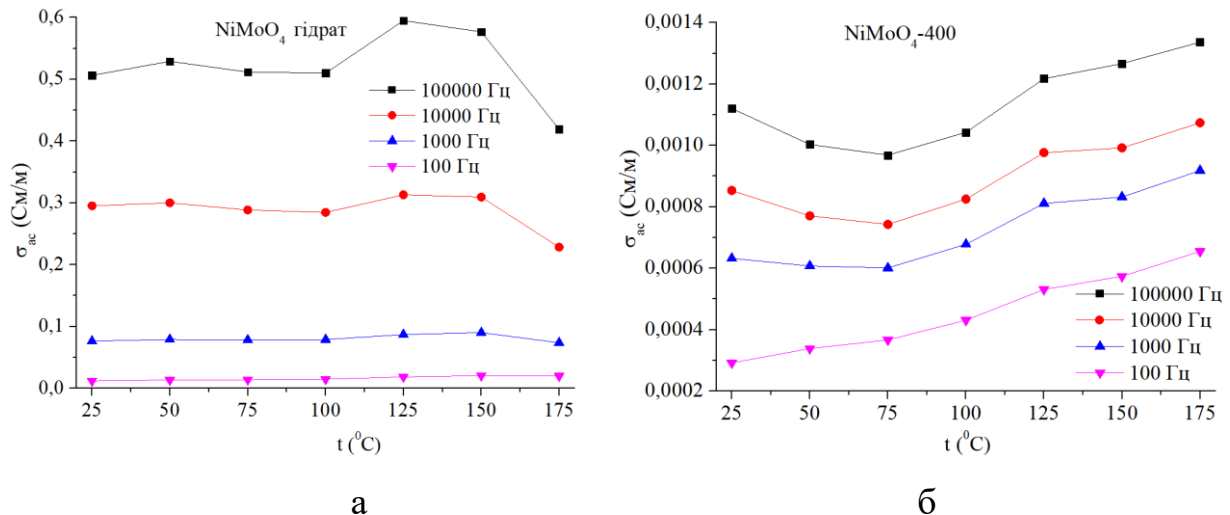 NiMoO₄ гідрат
0,6
0,5
0,4
0,3
0,2
0,1
0,0
σac (См/м)
100000 Гц
10000 Гц
1000 Гц
100 Гц
25 50 75 100 125 150 175
t (⁰C)
а
NiMoO₄-400
0,0014
0,0012
0,0010
0,0008
0,0006
0,0004
0,0002
σac (См/м)
100000 Гц
10000 Гц
1000 Гц
100 Гц
25 50 75 100 125 150 175
t (⁰C)
б